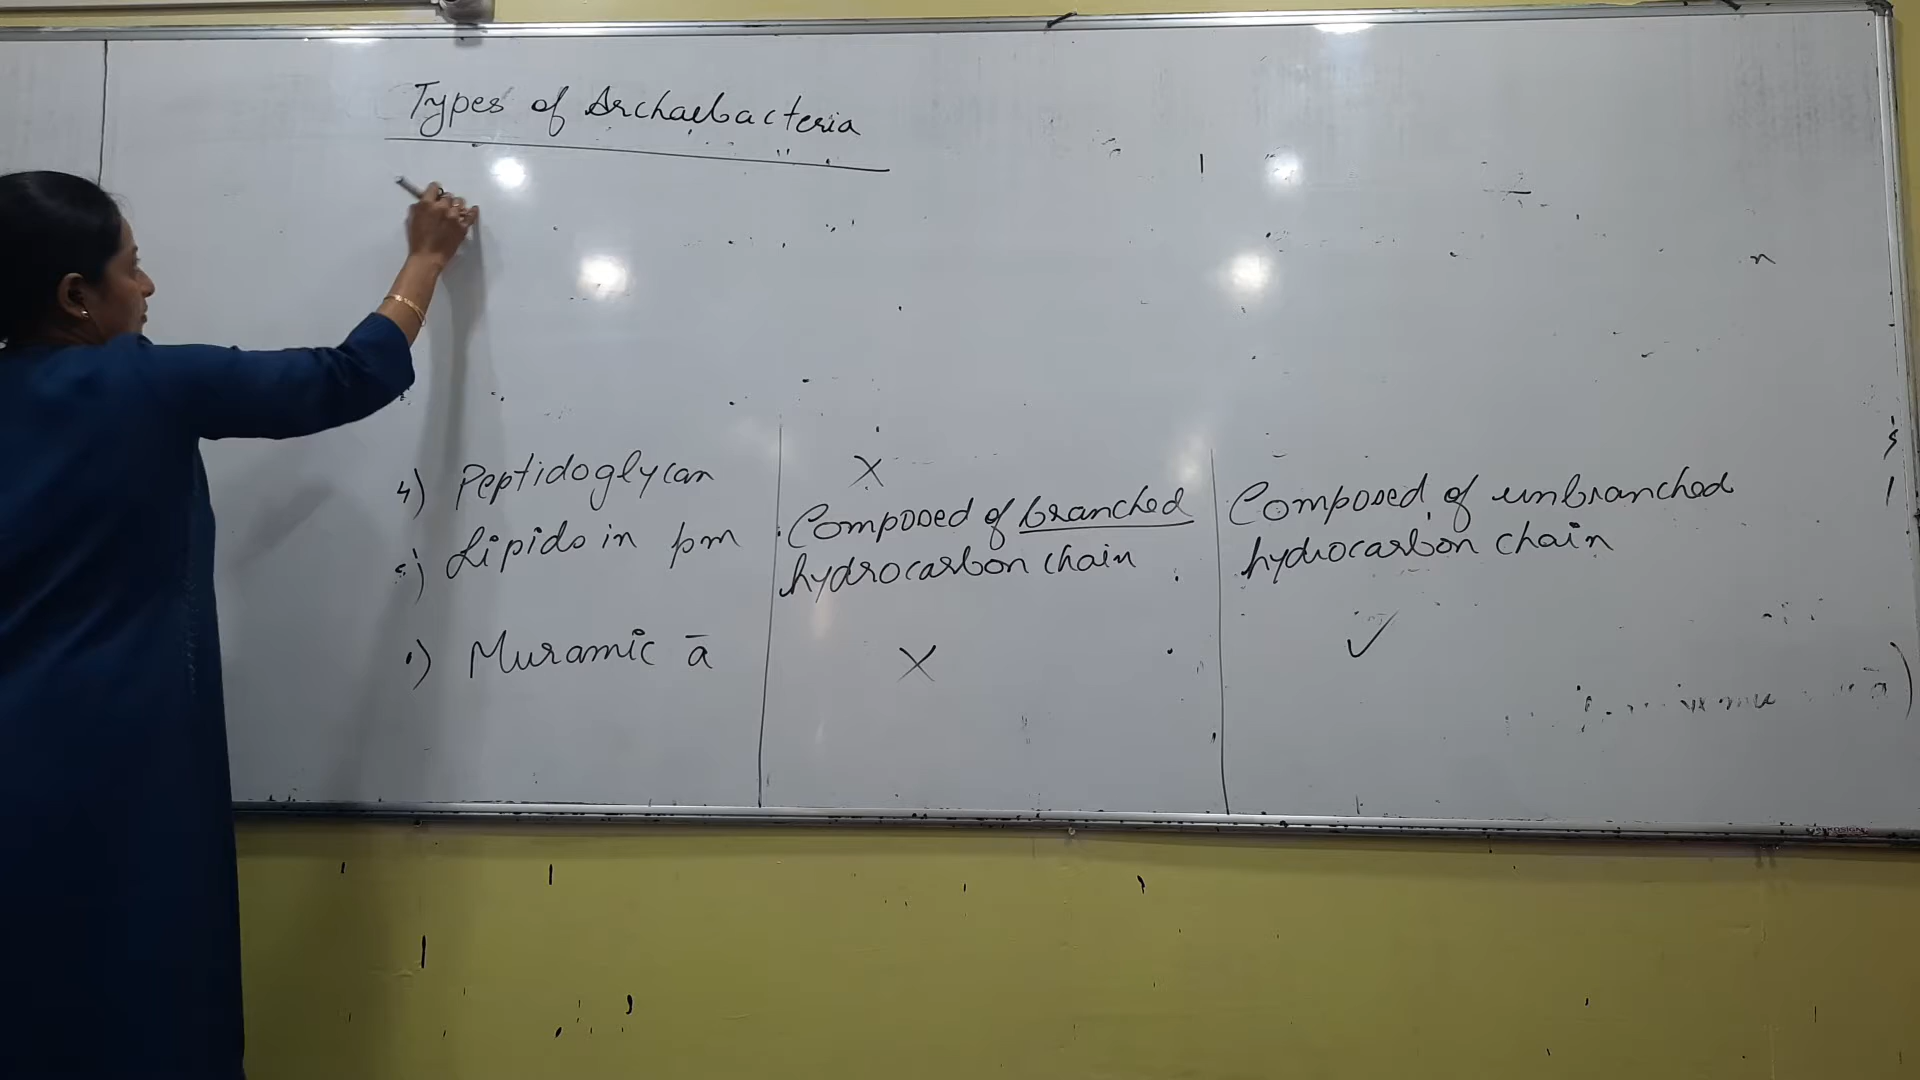 Types of Archaebacteria
4) Peptidoglycan X
5) Lipids in pm Composed of branched hydrocarbon chain Composed of unbranched hydrocarbon chain
) Muramic ā X ✓